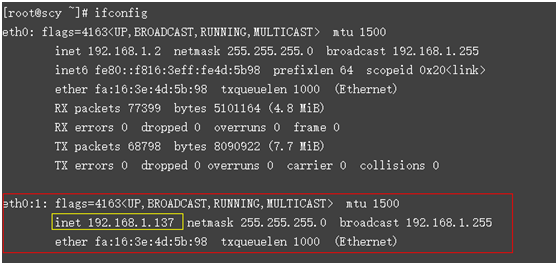 [root@scy ~]# ifconfig
eth0: flags=4163<UP,BROADCAST,RUNNING,MULTICAST>  mtu 1500
        inet 192.168.1.2  netmask 255.255.255.0  broadcast 192.168.1.255
        inet6 fe80::f816:3eff:fe4d:5b98  prefixlen 64  scopeid 0x20<link>
        ether fa:16:3e:4d:5b:98  txqueuelen 1000  (Ethernet)
        RX packets 77399  bytes 5101164 (4.8 MiB)
        RX errors 0  dropped 0  overruns 0  frame 0
        TX packets 68798  bytes 8090922 (7.7 MiB)
        TX errors 0  dropped 0 overruns 0  carrier 0  collisions 0
eth0:1: flags=4163<UP,BROADCAST,RUNNING,MULTICAST>  mtu 1500
        inet 192.168.1.137  netmask 255.255.255.0  broadcast 192.168.1.255
        ether fa:16:3e:4d:5b:98  txqueuelen 1000  (Ethernet)